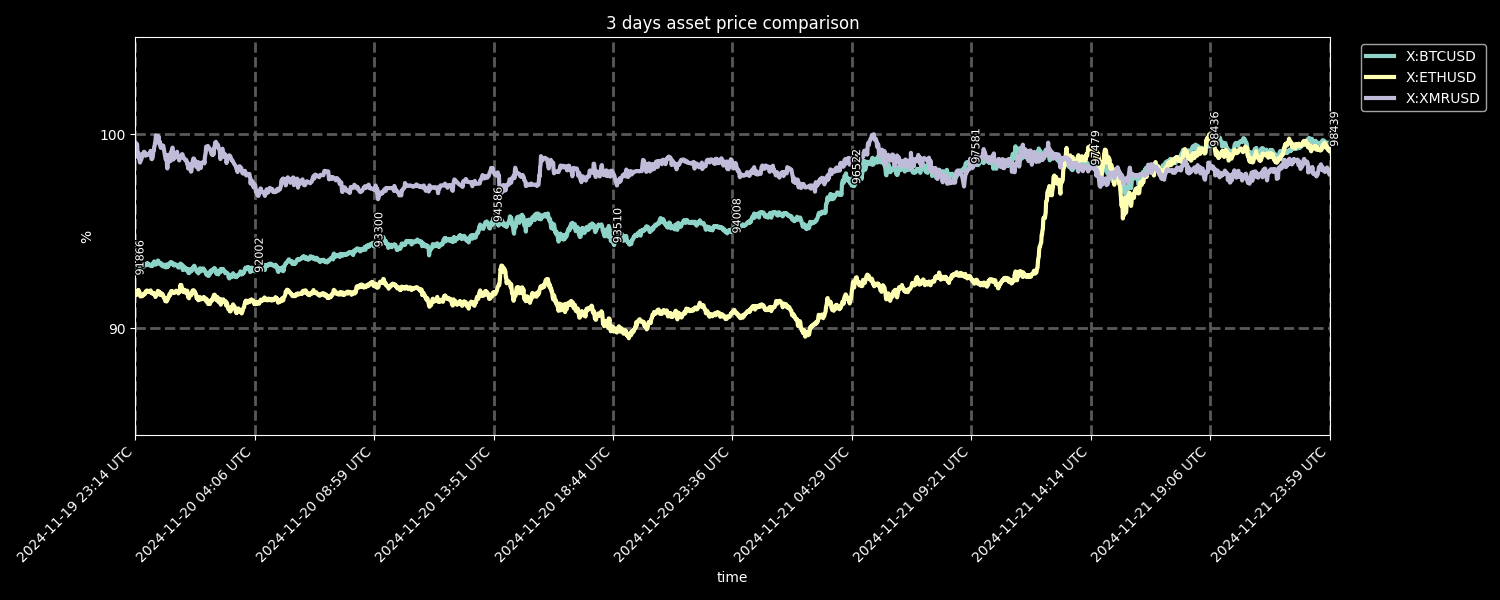 3 days asset price comparison
X:BTCUSD
X:ETHUSD
X:XMRUSD
100
90
%
91866
92002
93300
94586
93510
94008
96522
97581
97479
98436
98439
2024-11-19 23:14 UTC
2024-11-20 04:06 UTC
2024-11-20 08:59 UTC
2024-11-20 13:51 UTC
2024-11-20 18:44 UTC
2024-11-20 23:36 UTC
2024-11-21 04:29 UTC
2024-11-21 09:21 UTC
2024-11-21 14:14 UTC
2024-11-21 19:06 UTC
2024-11-21 23:59 UTC
time